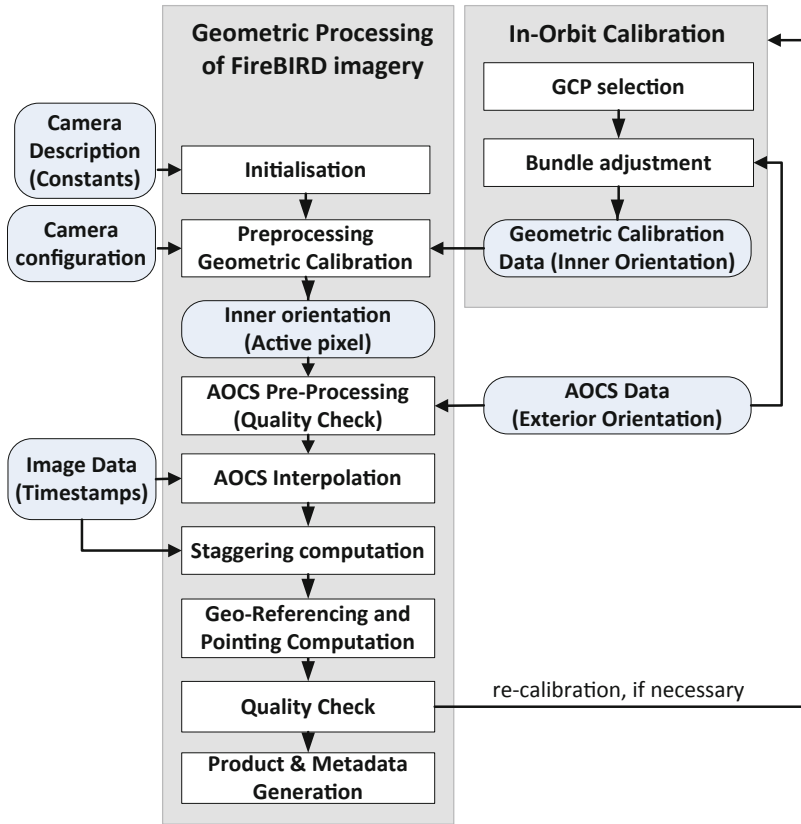 Geometric Processing
of FireBIRD imagery
In-Orbit Calibration
GCP selection
Bundle adjustment
Geometric Calibration
Data (Inner Orientation)
Camera
Description
(Constants)
Initialisation
Camera
configuration
Preprocessing
Geometric Calibration
Inner orientation
(Active pixel)
AOCS Pre-Processing
(Quality Check)
AOCS Data
(Exterior Orientation)
Image Data
(Timestamps)
AOCS Interpolation
Staggering computation
Geo-Referencing and
Pointing Computation
Quality Check
re-calibration, if necessary
Product & Metadata
Generation